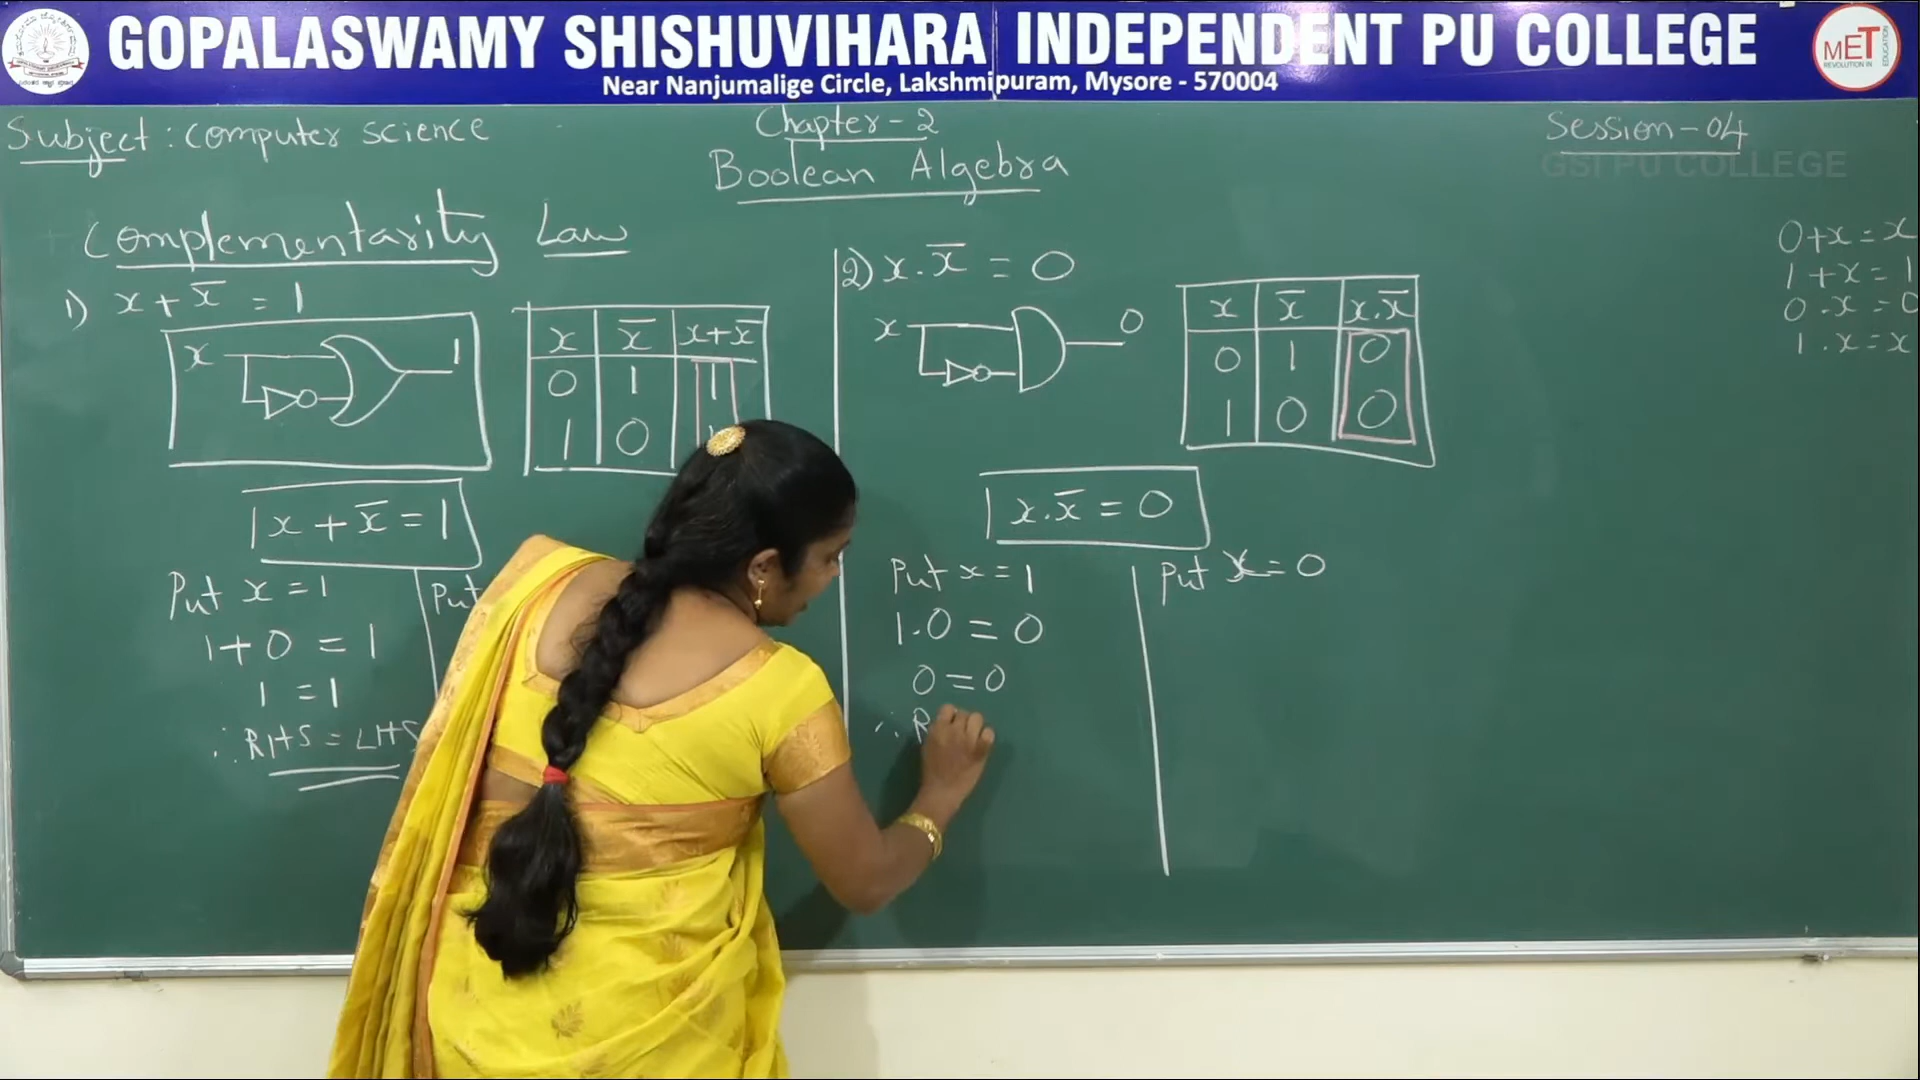 GOPALASWAMY SHISHUVIHARA INDEPENDENT PU COLLEGE
Near Nanjumalige Circle, Lakshmipuram, Mysore - 570004
MET
REVOLUTION IN EDUCATION
Subject : computer science
Chapter - 2
Boolean Algebra
Session - 04
GSI PU COLLEGE
Complementarity Law
1) x + x̅ = 1
x
1
x x̅ x+x̅
0 1 1
1 0
x + x̅ = 1
Put x = 1
1 + 0 = 1
1 = 1
∴ RHS = LHS
Put
2) x . x̅ = 0
x
0
x x̅ x.x̅
0 1 0
1 0 0
x . x̅ = 0
Put x = 1
1 . 0 = 0
0 = 0
∴ R
Put x = 0
0 + x = x
1 + x = 1
0 . x = 0
1 . x = x